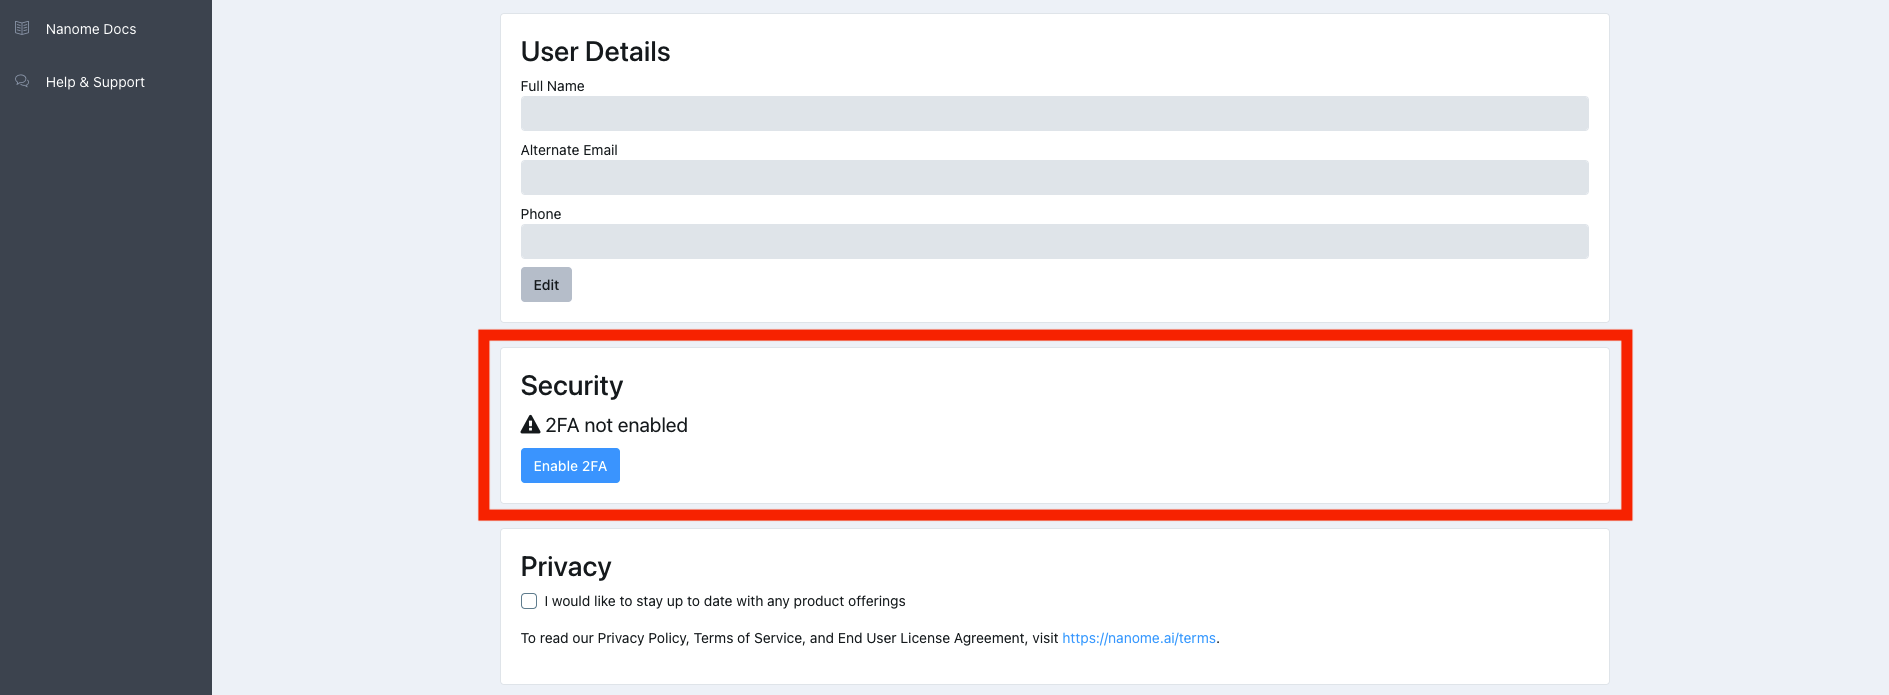 Nanome Docs
Help & Support
User Details
Full Name
Alternate Email
Phone
Edit
Security
2FA not enabled
Enable 2FA
Privacy
I would like to stay up to date with any product offerings
To read our Privacy Policy, Terms of Service, and End User License Agreement, visit https://nanome.ai/terms.